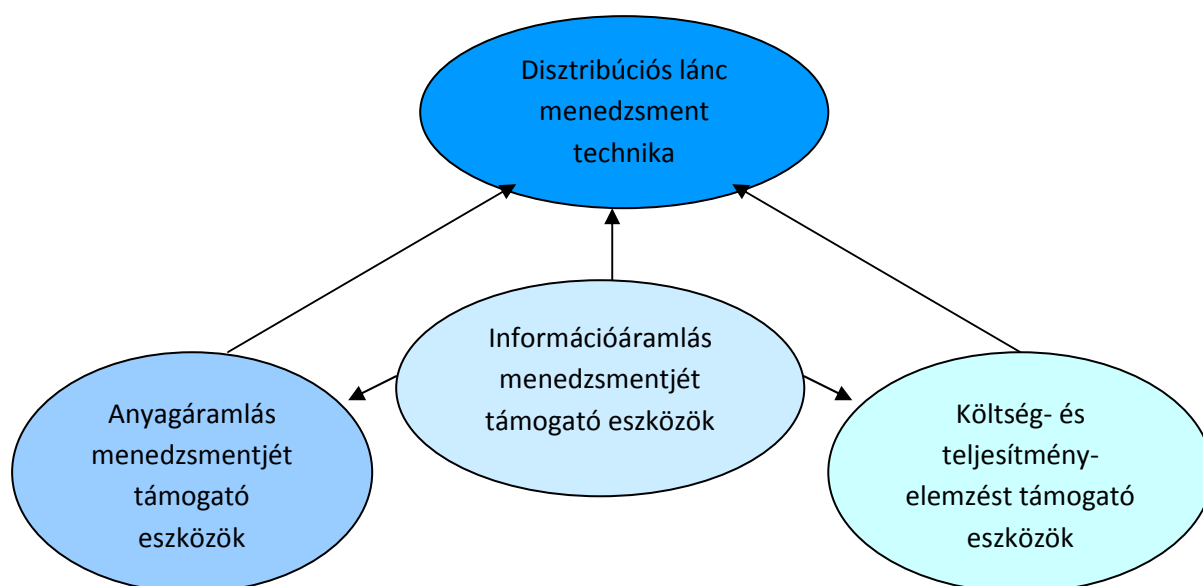 Disztribúciós lánc
menedzsment
technika
Információáramlás
menedzsmentjét
támogató eszközök
Anyagáramlás
menedzsmentjét
támogató
eszközök
Költség- és
teljesítmény-
elemzést támogató
eszközök